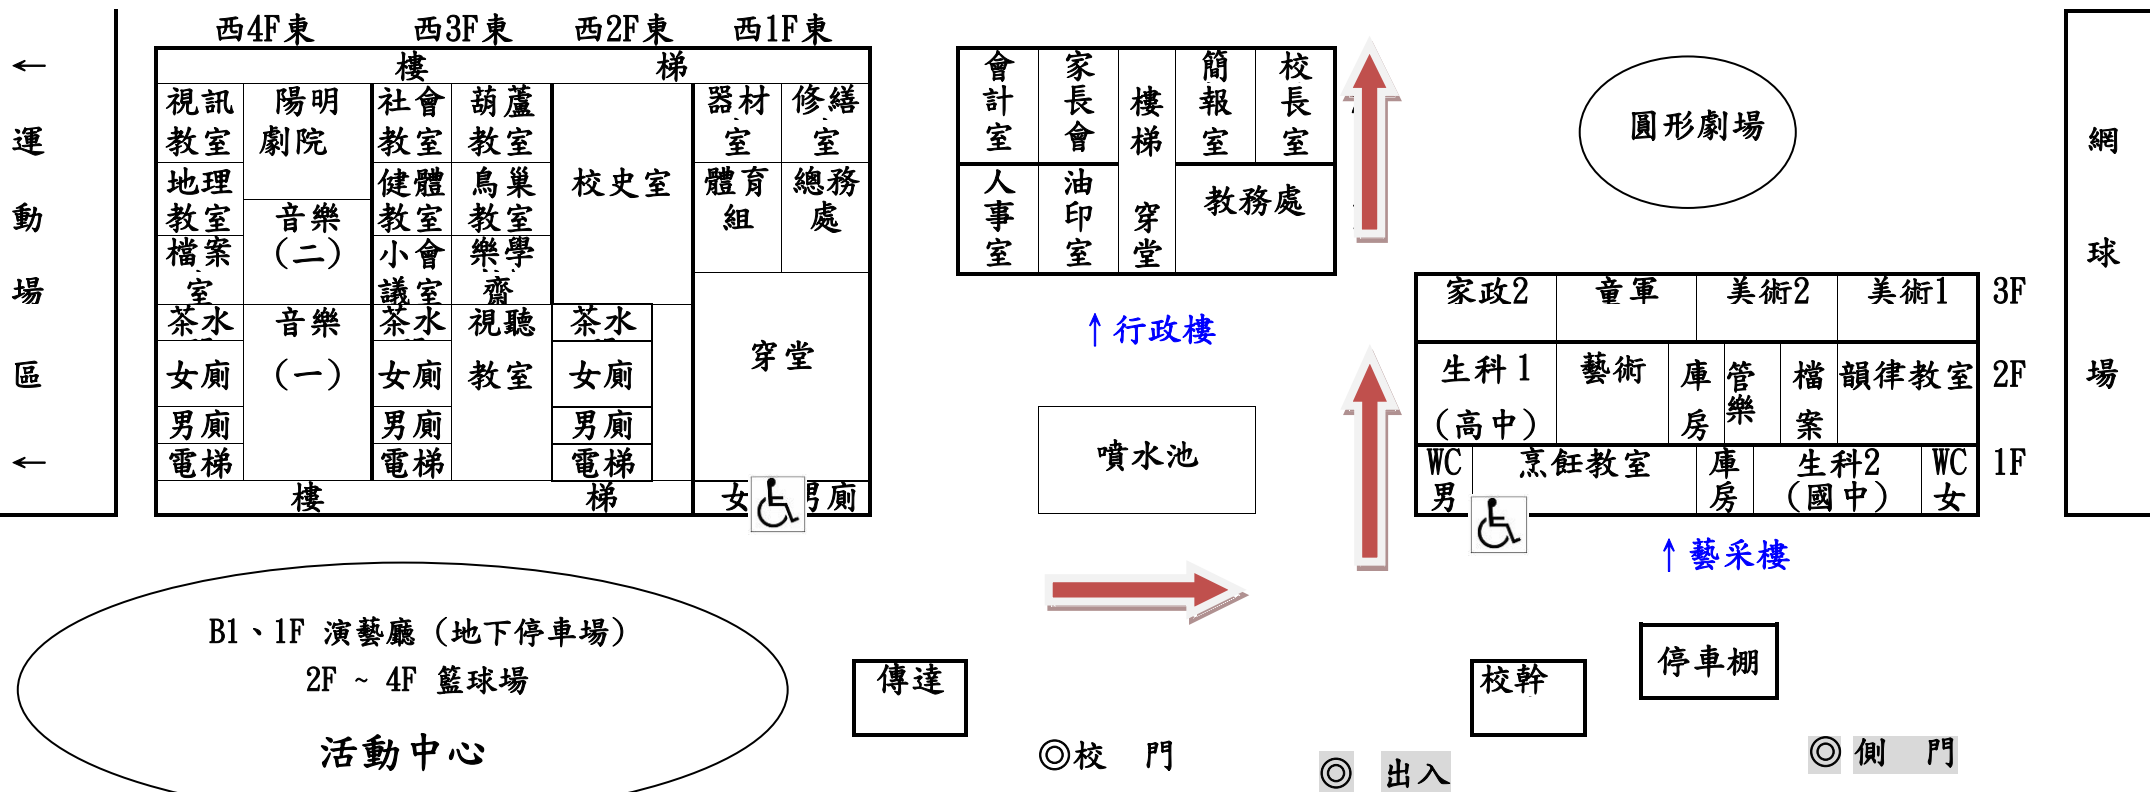 西4F東 西3F東 西2F東 西1F東
樓 梯
視訊教室
陽明劇院
社會教室
葫蘆教室
校史室
器材室
修繕室
地理教室
音樂(二)
健體教室
鳥巢教室
體育組
總務處
檔案室
小會議室
樂學齋
茶水
音樂(一)
茶水
視聽教室
茶水
穿堂
女廁
女廁
女廁
男廁
男廁
男廁
電梯
電梯
電梯
樓 梯
女
男廁
← 運動場區 ←
會計室
家長會
樓梯 穿堂
簡報室
校長室
人事室
油印室
教務處
↑行政樓
噴水池
圓形劇場
網球場
家政2 童軍 美術2 美術1 3F
生科1(高中) 藝術 庫房 管樂 檔案 韻律教室 2F
WC男 烹飪教室 庫房 生科2(國中) WC女 1F
↑藝采樓
B1、1F 演藝廳(地下停車場)
2F ~ 4F 籃球場
活動中心
傳達
校幹
停車棚
◎校 門
◎ 出入
◎ 側 門